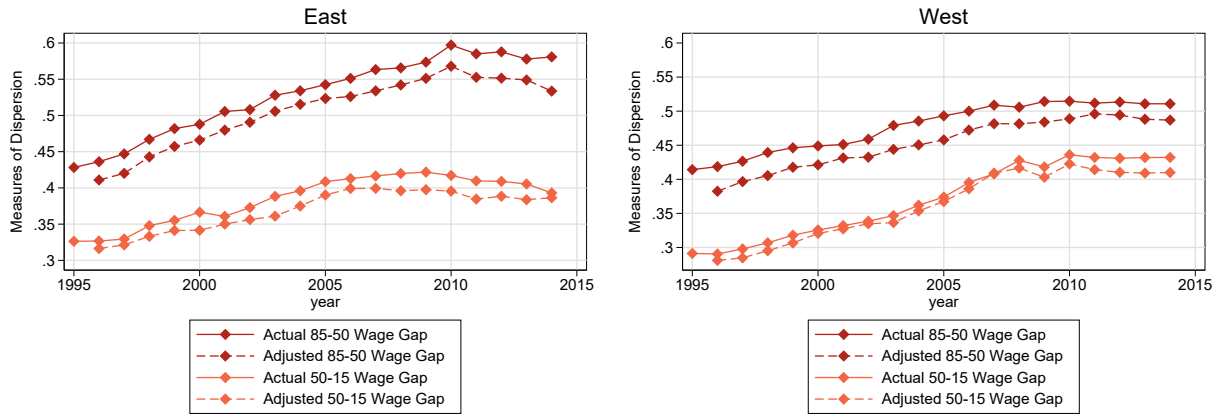 East
Measures of Dispersion
.6
.55
.5
.45
.4
.35
.3
1995
2000
2005
2010
2015
year
Actual 85-50 Wage Gap
Adjusted 85-50 Wage Gap
Actual 50-15 Wage Gap
Adjusted 50-15 Wage Gap
West
Measures of Dispersion
.6
.55
.5
.45
.4
.35
.3
1995
2000
2005
2010
2015
year
Actual 85-50 Wage Gap
Adjusted 85-50 Wage Gap
Actual 50-15 Wage Gap
Adjusted 50-15 Wage Gap